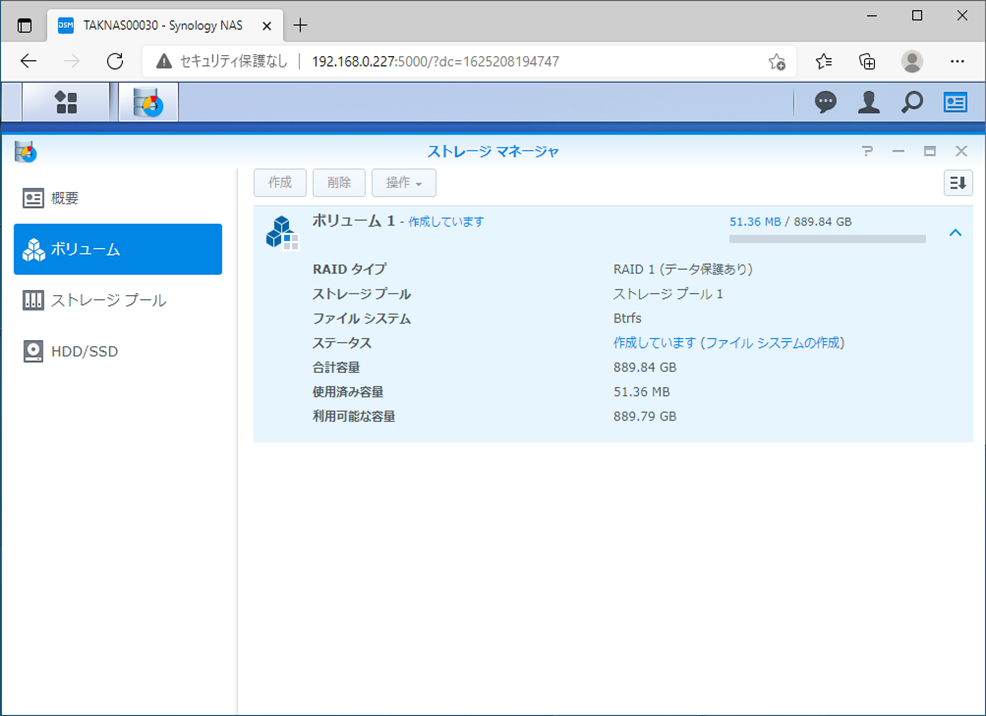 DSM TAKNAS00030 - Synology NAS
セキュリティ保護なし 192.168.0.227:5000/?dc=1625208194747
ストレージ マネージャ
概要
ボリューム
ストレージ プール
HDD/SSD
作成 削除 操作
ボリューム 1 - 作成しています 51.36 MB / 889.84 GB
RAID タイプ RAID 1 (データ保護あり)
ストレージ プール ストレージ プール 1
ファイル システム Btrfs
ステータス 作成しています (ファイル システムの作成)
合計容量 889.84 GB
使用済み容量 51.36 MB
利用可能な容量 889.79 GB